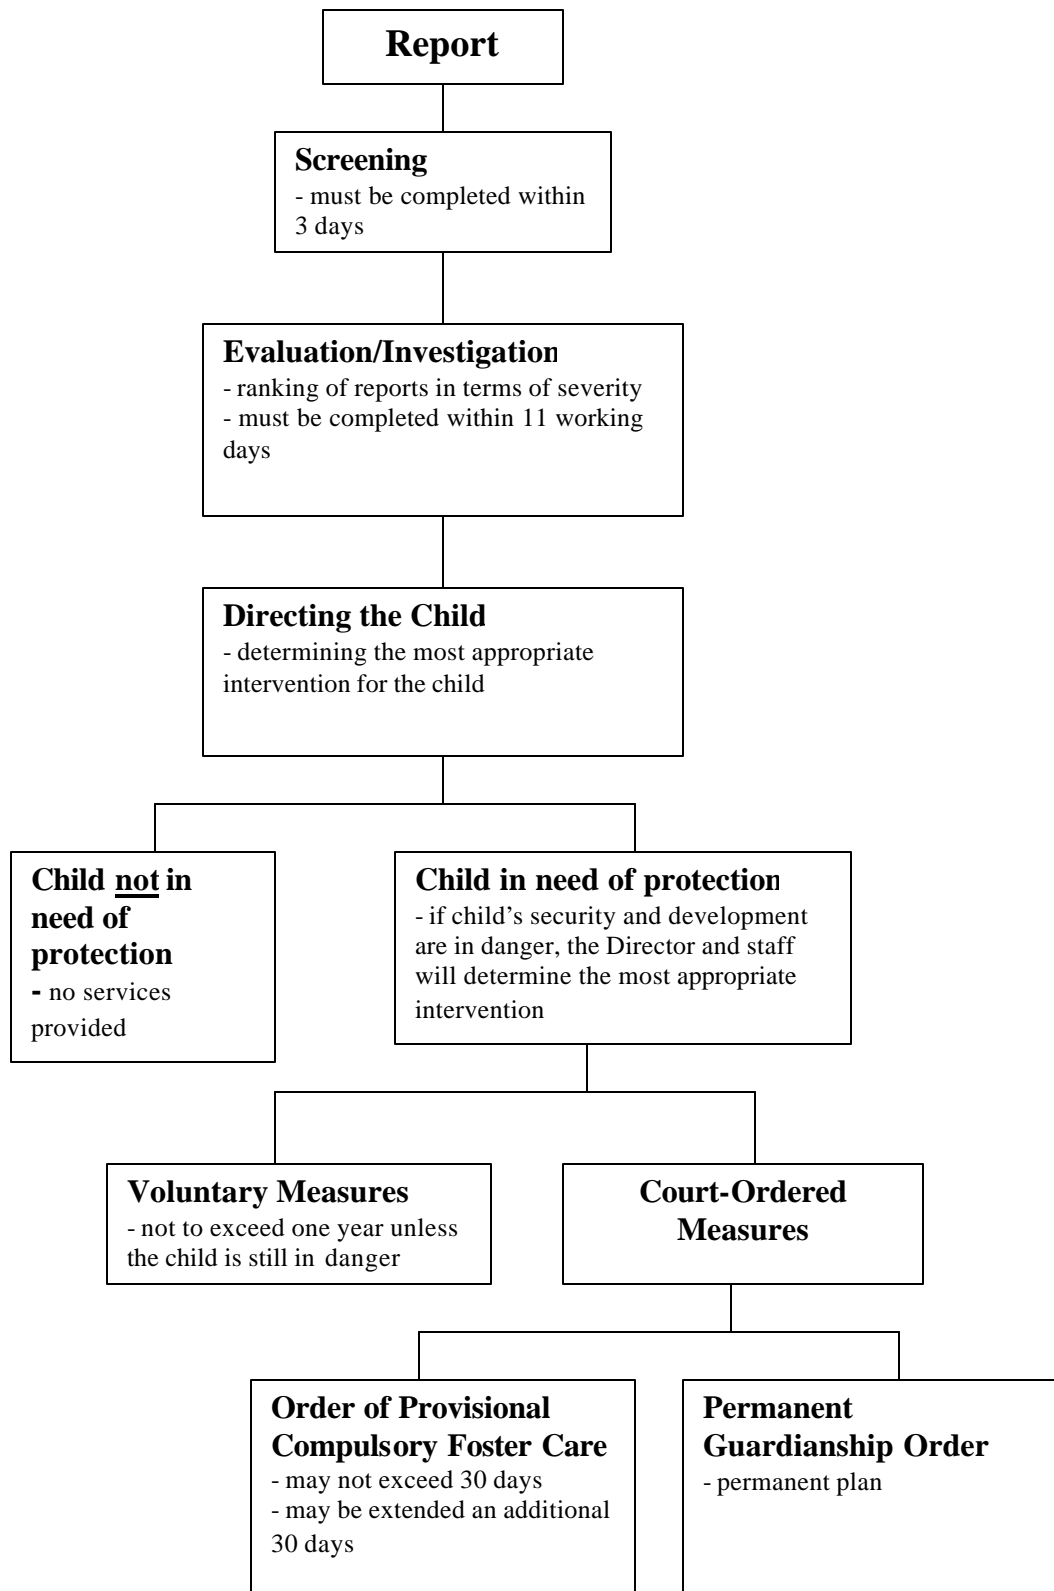 Report
Screening
- must be completed within
3 days
Evaluation/Investigation
- ranking of reports in terms of severity
- must be completed within 11 working
days
Directing the Child
- determining the most appropriate
intervention for the child
Child not in
need of
protection
- no services
provided
Child in need of protection
- if child’s security and development
are in danger, the Director and staff
will determine the most appropriate
intervention
Voluntary Measures
- not to exceed one year unless
the child is still in danger
Court-Ordered
Measures
Order of Provisional
Compulsory Foster Care
- may not exceed 30 days
- may be extended an additional
30 days
Permanent
Guardianship Order
- permanent plan